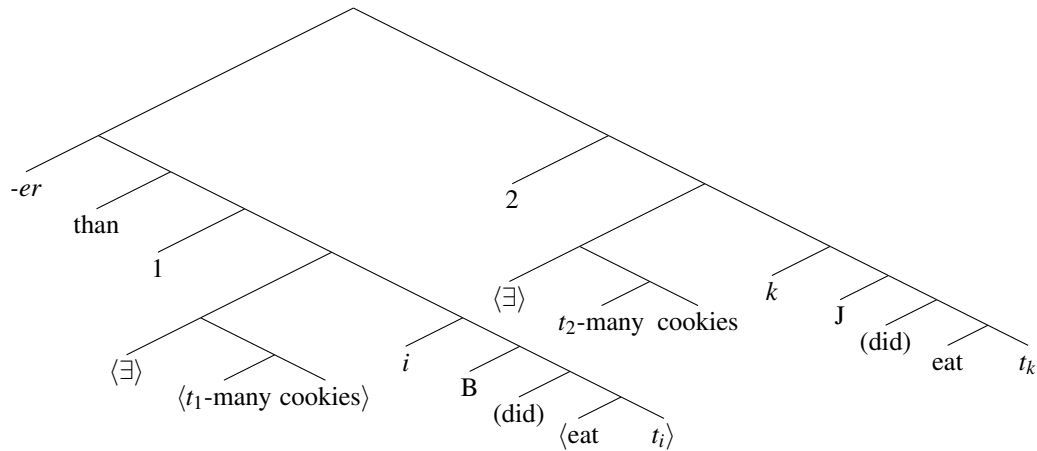 -er
than
2
1
⟨∃⟩
k
t₂-many cookies
J
⟨∃⟩
i
(did)
⟨t₁-many cookies⟩
B
eat
tₖ
(did)
⟨eat
tᵢ⟩